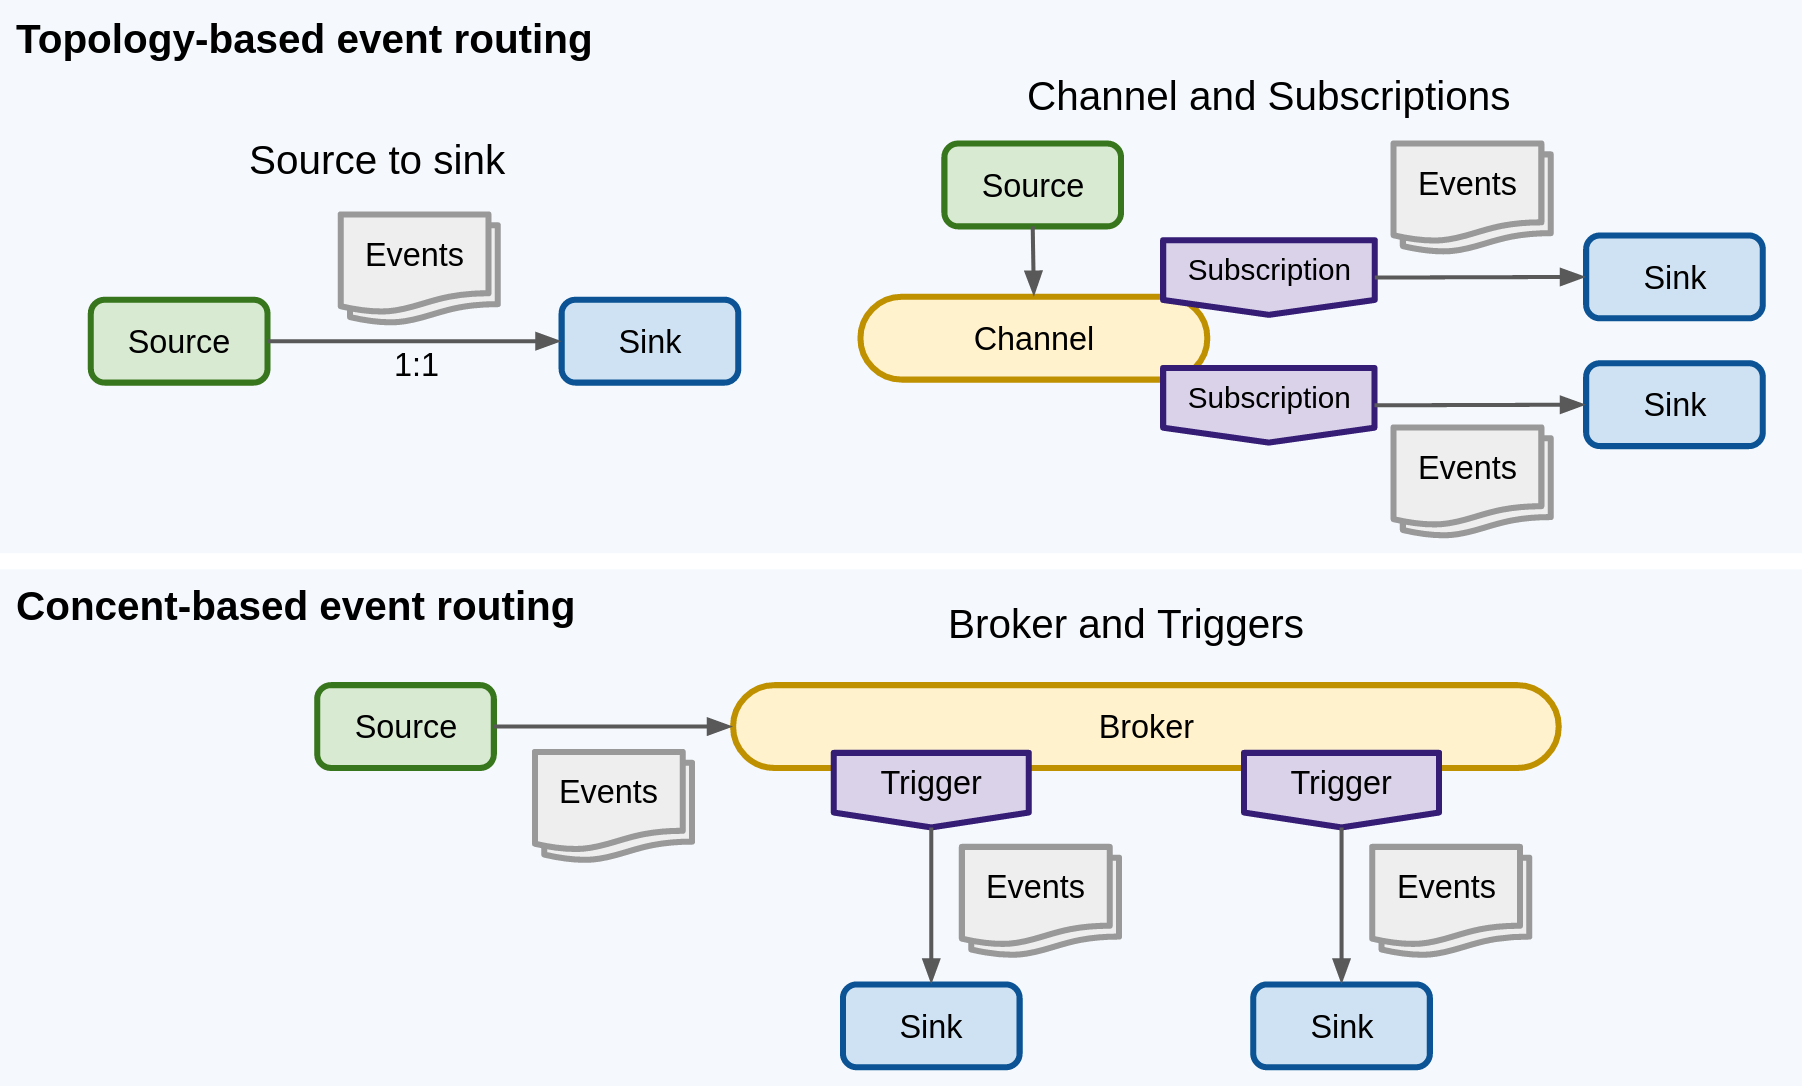 Topology-based event routing
Source to sink
Events
Source
Sink
1:1
Channel and Subscriptions
Source
Events
Subscription
Sink
Channel
Subscription
Sink
Events
Concent-based event routing
Broker and Triggers
Source
Broker
Events
Trigger
Trigger
Events
Events
Sink
Sink